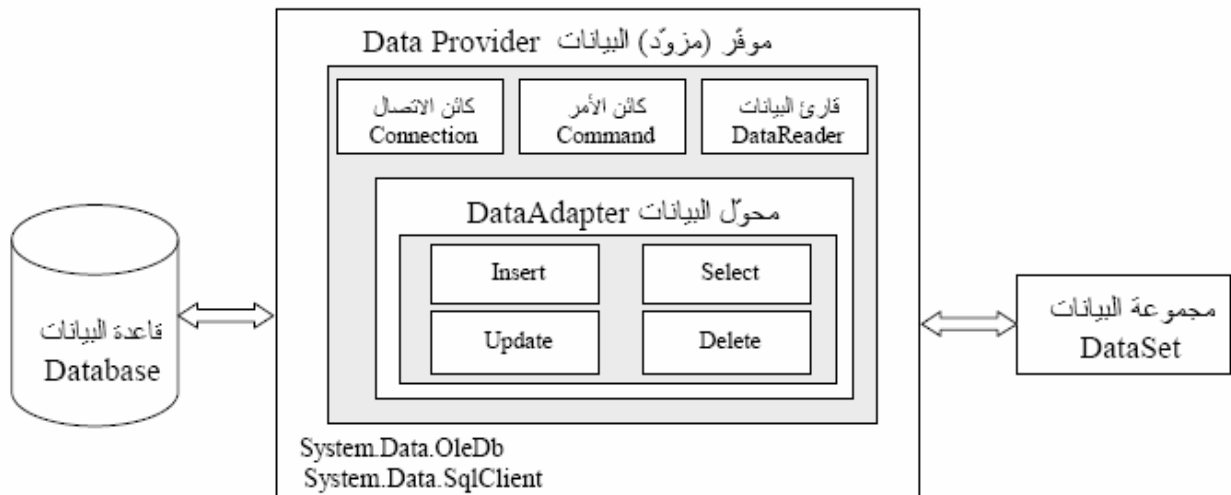 موفّر (مزوّد) البيانات Data Provider
كائن الاتصال
Connection
كائن الأمر
Command
قارئ البيانات
DataReader
محوّل البيانات DataAdapter
Insert
Select
Update
Delete
قاعدة البيانات
Database
مجموعة البيانات
DataSet
System.Data.OleDb
System.Data.SqlClient